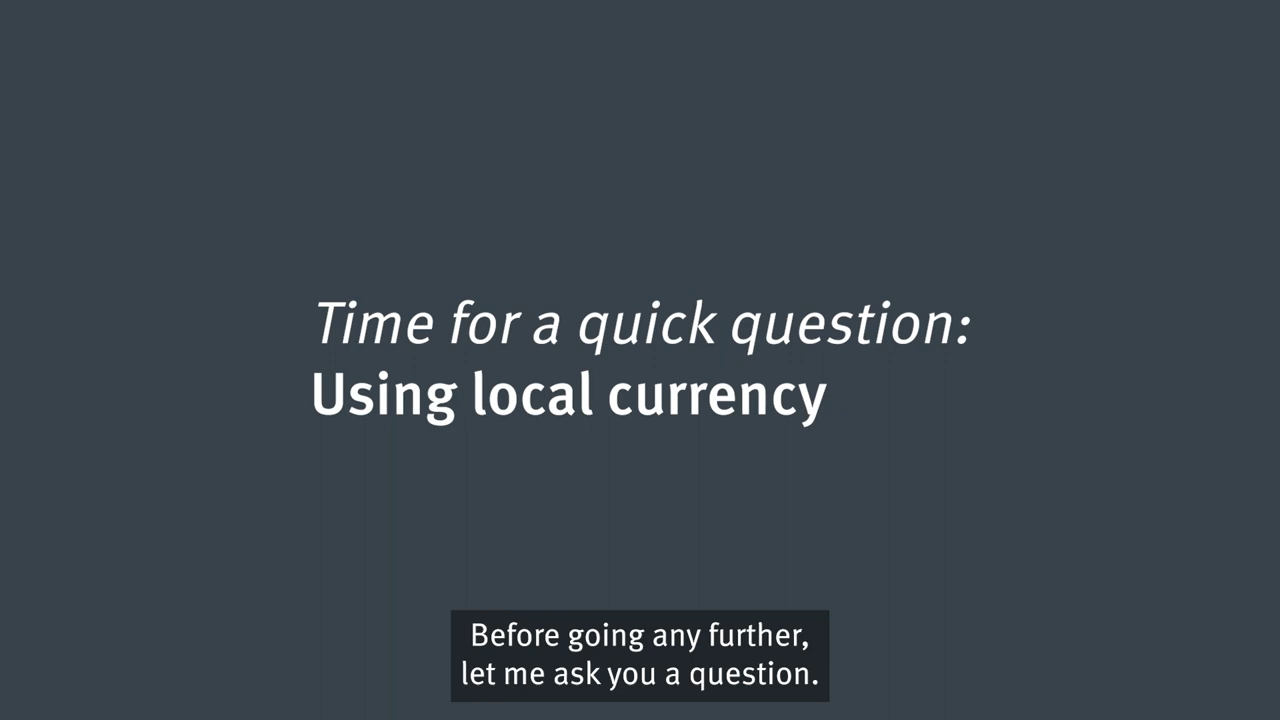 Time for a quick question:
Using local currency
Before going any further,
let me ask you a question.